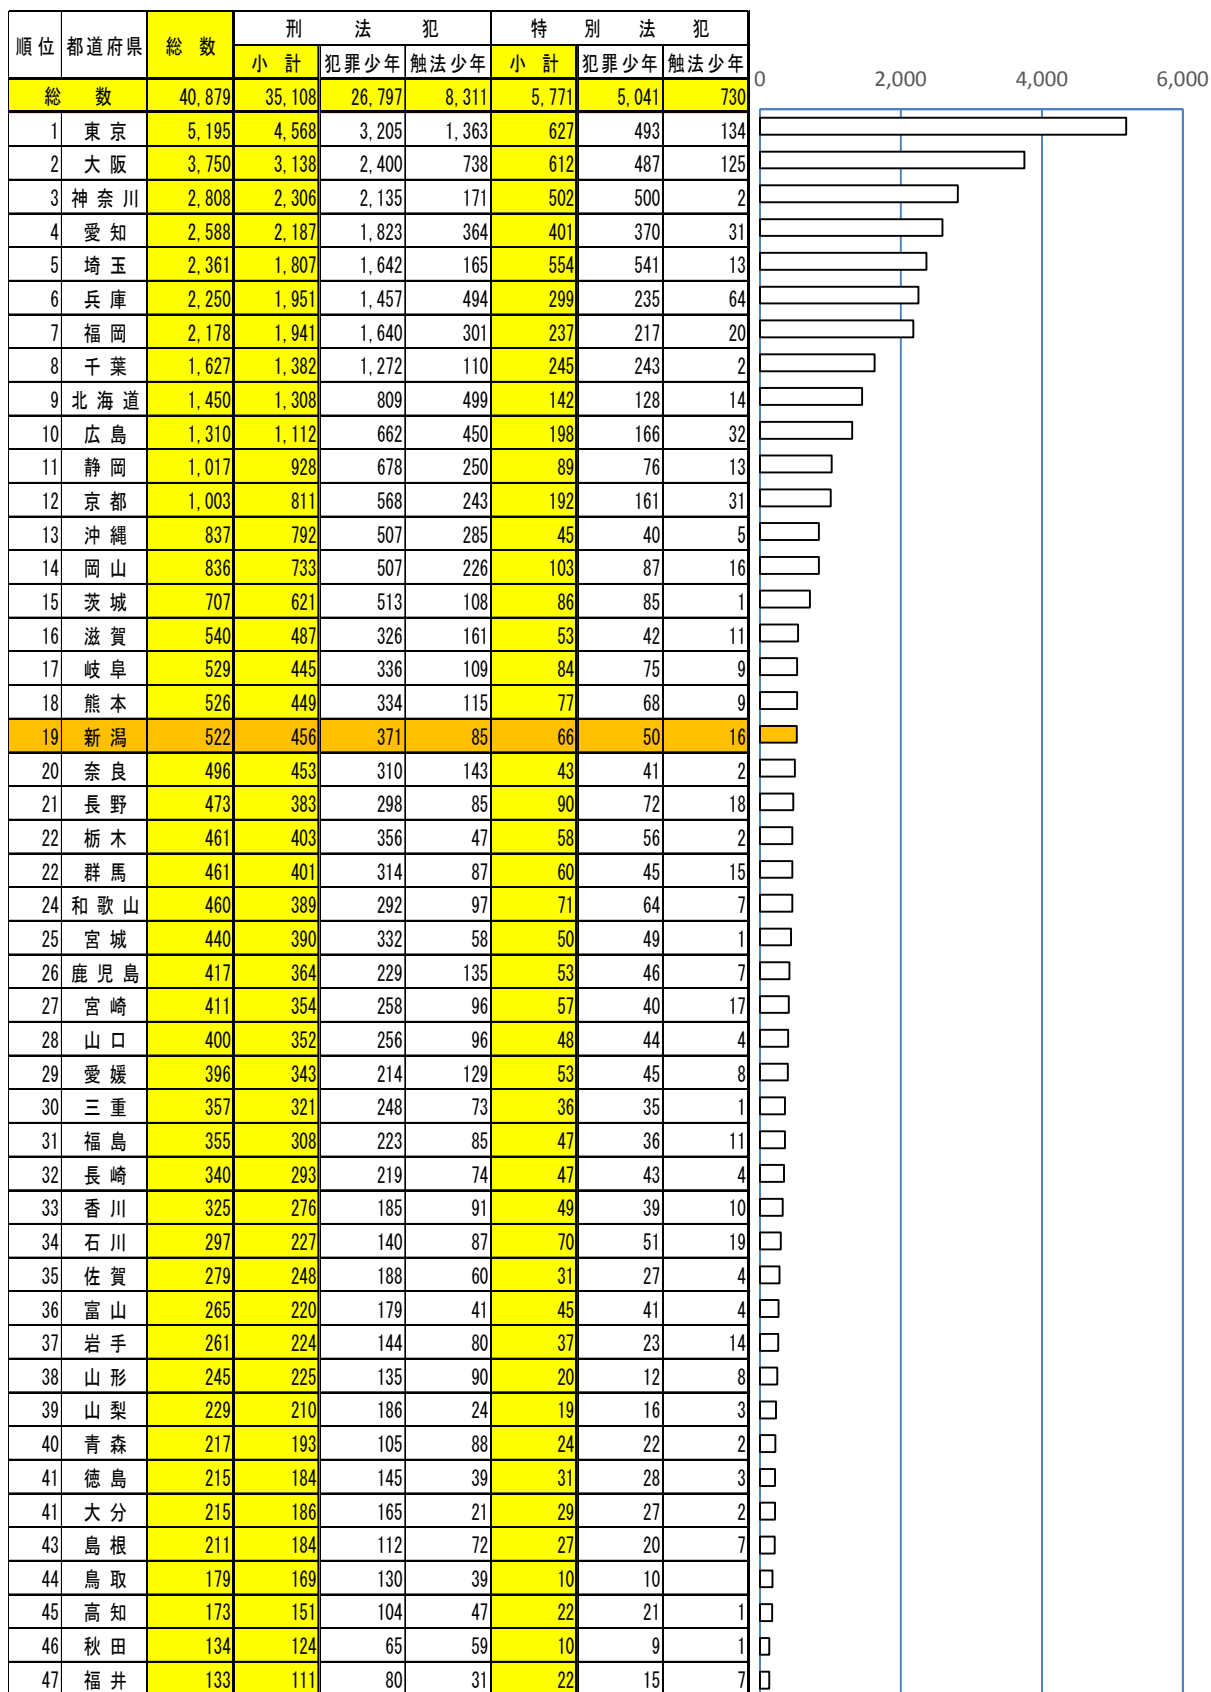 順位 都道府県 総数 刑法犯 特別法犯
小計 犯罪少年 触法少年 小計 犯罪少年 触法少年
0 2,000 4,000 6,000
総数 40,879 35,108 26,797 8,311 5,771 5,041 730
1 東京 5,195 4,568 3,205 1,363 627 493 134
2 大阪 3,750 3,138 2,400 738 612 487 125
3 神奈川 2,808 2,306 2,135 171 502 500 2
4 愛知 2,588 2,187 1,823 364 401 370 31
5 埼玉 2,361 1,807 1,642 165 554 541 13
6 兵庫 2,250 1,951 1,457 494 299 235 64
7 福岡 2,178 1,941 1,640 301 237 217 20
8 千葉 1,627 1,382 1,272 110 245 243 2
9 北海道 1,450 1,308 809 499 142 128 14
10 広島 1,310 1,112 662 450 198 166 32
11 静岡 1,017 928 678 250 89 76 13
12 京都 1,003 811 568 243 192 161 31
13 沖縄 837 792 507 285 45 40 5
14 岡山 836 733 507 226 103 87 16
15 茨城 707 621 513 108 86 85 1
16 滋賀 540 487 326 161 53 42 11
17 岐阜 529 445 336 109 84 75 9
18 熊本 526 449 334 115 77 68 9
19 新潟 522 456 371 85 66 50 16
20 奈良 496 453 310 143 43 41 2
21 長野 473 383 298 85 90 72 18
22 栃木 461 403 356 47 58 56 2
22 群馬 461 401 314 87 60 45 15
24 和歌山 460 389 292 97 71 64 7
25 宮城 440 390 332 58 50 49 1
26 鹿児島 417 364 229 135 53 46 7
27 宮崎 411 354 258 96 57 40 17
28 山口 400 352 256 96 48 44 4
29 愛媛 396 343 214 129 53 45 8
30 三重 357 321 248 73 36 35 1
31 福島 355 308 223 85 47 36 11
32 長崎 340 293 219 74 47 43 4
33 香川 325 276 185 91 49 39 10
34 石川 297 227 140 87 70 51 19
35 佐賀 279 248 188 60 31 27 4
36 富山 265 220 179 41 45 41 4
37 岩手 261 224 144 80 37 23 14
38 山形 245 225 135 90 20 12 8
39 山梨 229 210 186 24 19 16 3
40 青森 217 193 105 88 24 22 2
41 徳島 215 184 145 39 31 28 3
41 大分 215 186 165 21 29 27 2
43 島根 211 184 112 72 27 20 7
44 鳥取 179 169 130 39 10 10
45 高知 173 151 104 47 22 21 1
46 秋田 134 124 65 59 10 9 1
47 福井 133 111 80 31 22 15 7